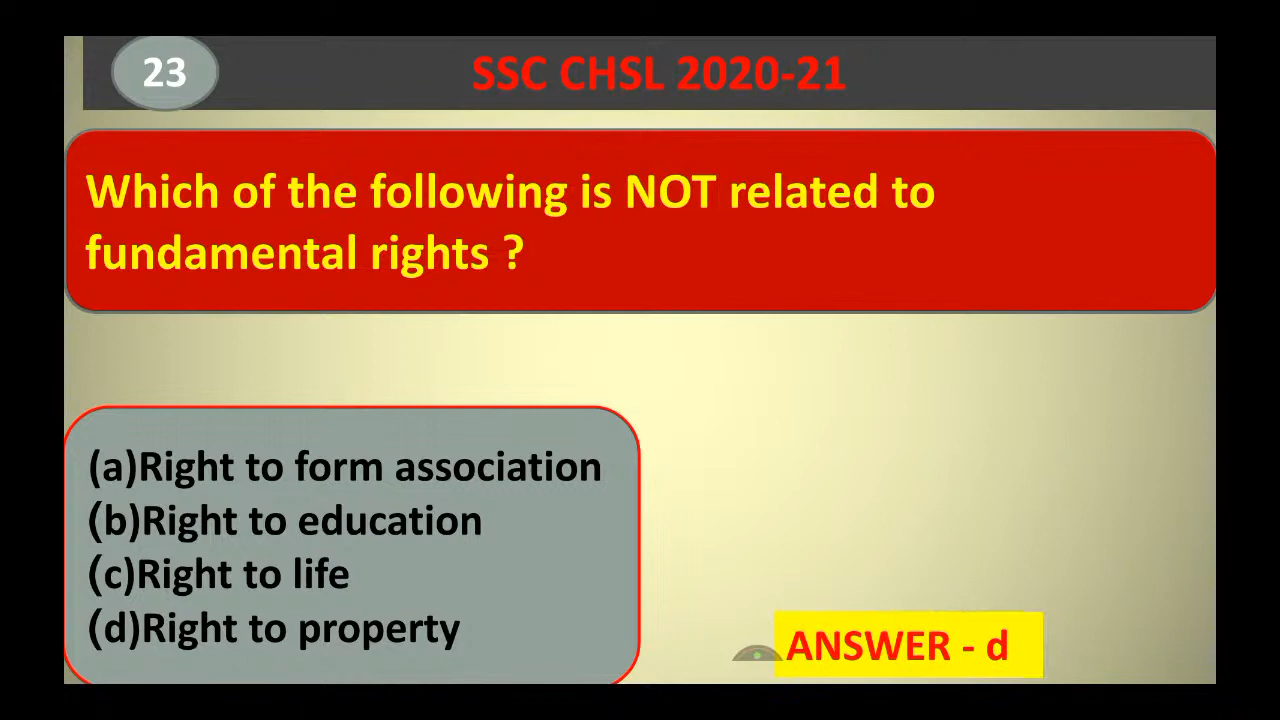 23
SSC CHSL 2020-21
Which of the following is NOT related to
fundamental rights ?
(a)Right to form association
(b)Right to education
(c)Right to life
(d)Right to property
ANSWER - d